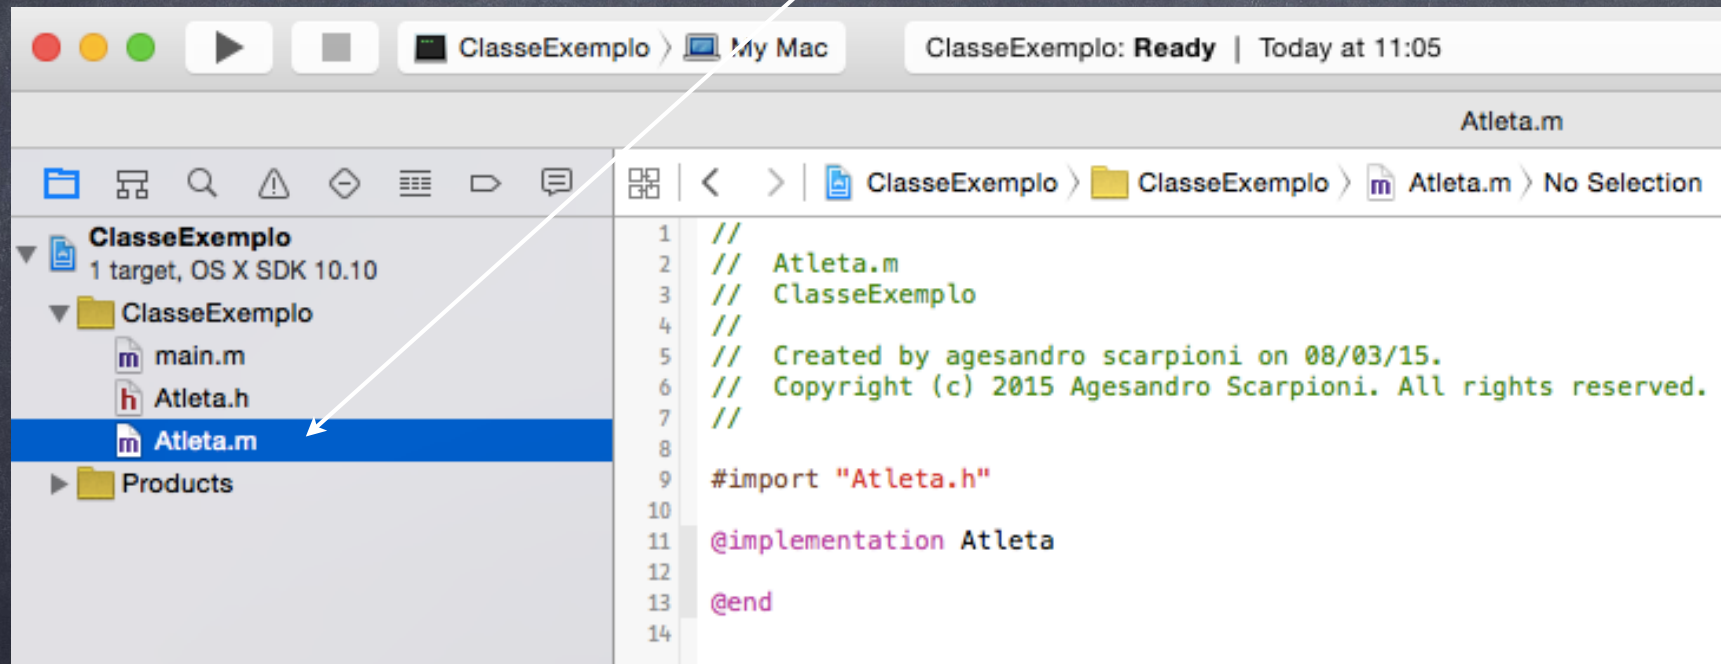 ClasseExemplo My Mac ClasseExemplo: Ready | Today at 11:05
Atleta.m
ClasseExemplo ClasseExemplo m Atleta.m No Selection
ClasseExemplo
1 target, OS X SDK 10.10
ClasseExemplo
m main.m
h Atleta.h
m Atleta.m
Products
1 //
2 // Atleta.m
3 // ClasseExemplo
4 //
5 // Created by agesandro scarpioni on 08/03/15.
6 // Copyright (c) 2015 Agesandro Scarpioni. All rights reserved.
7 //
8
9 #import "Atleta.h"
10
11 @implementation Atleta
12
13 @end
14